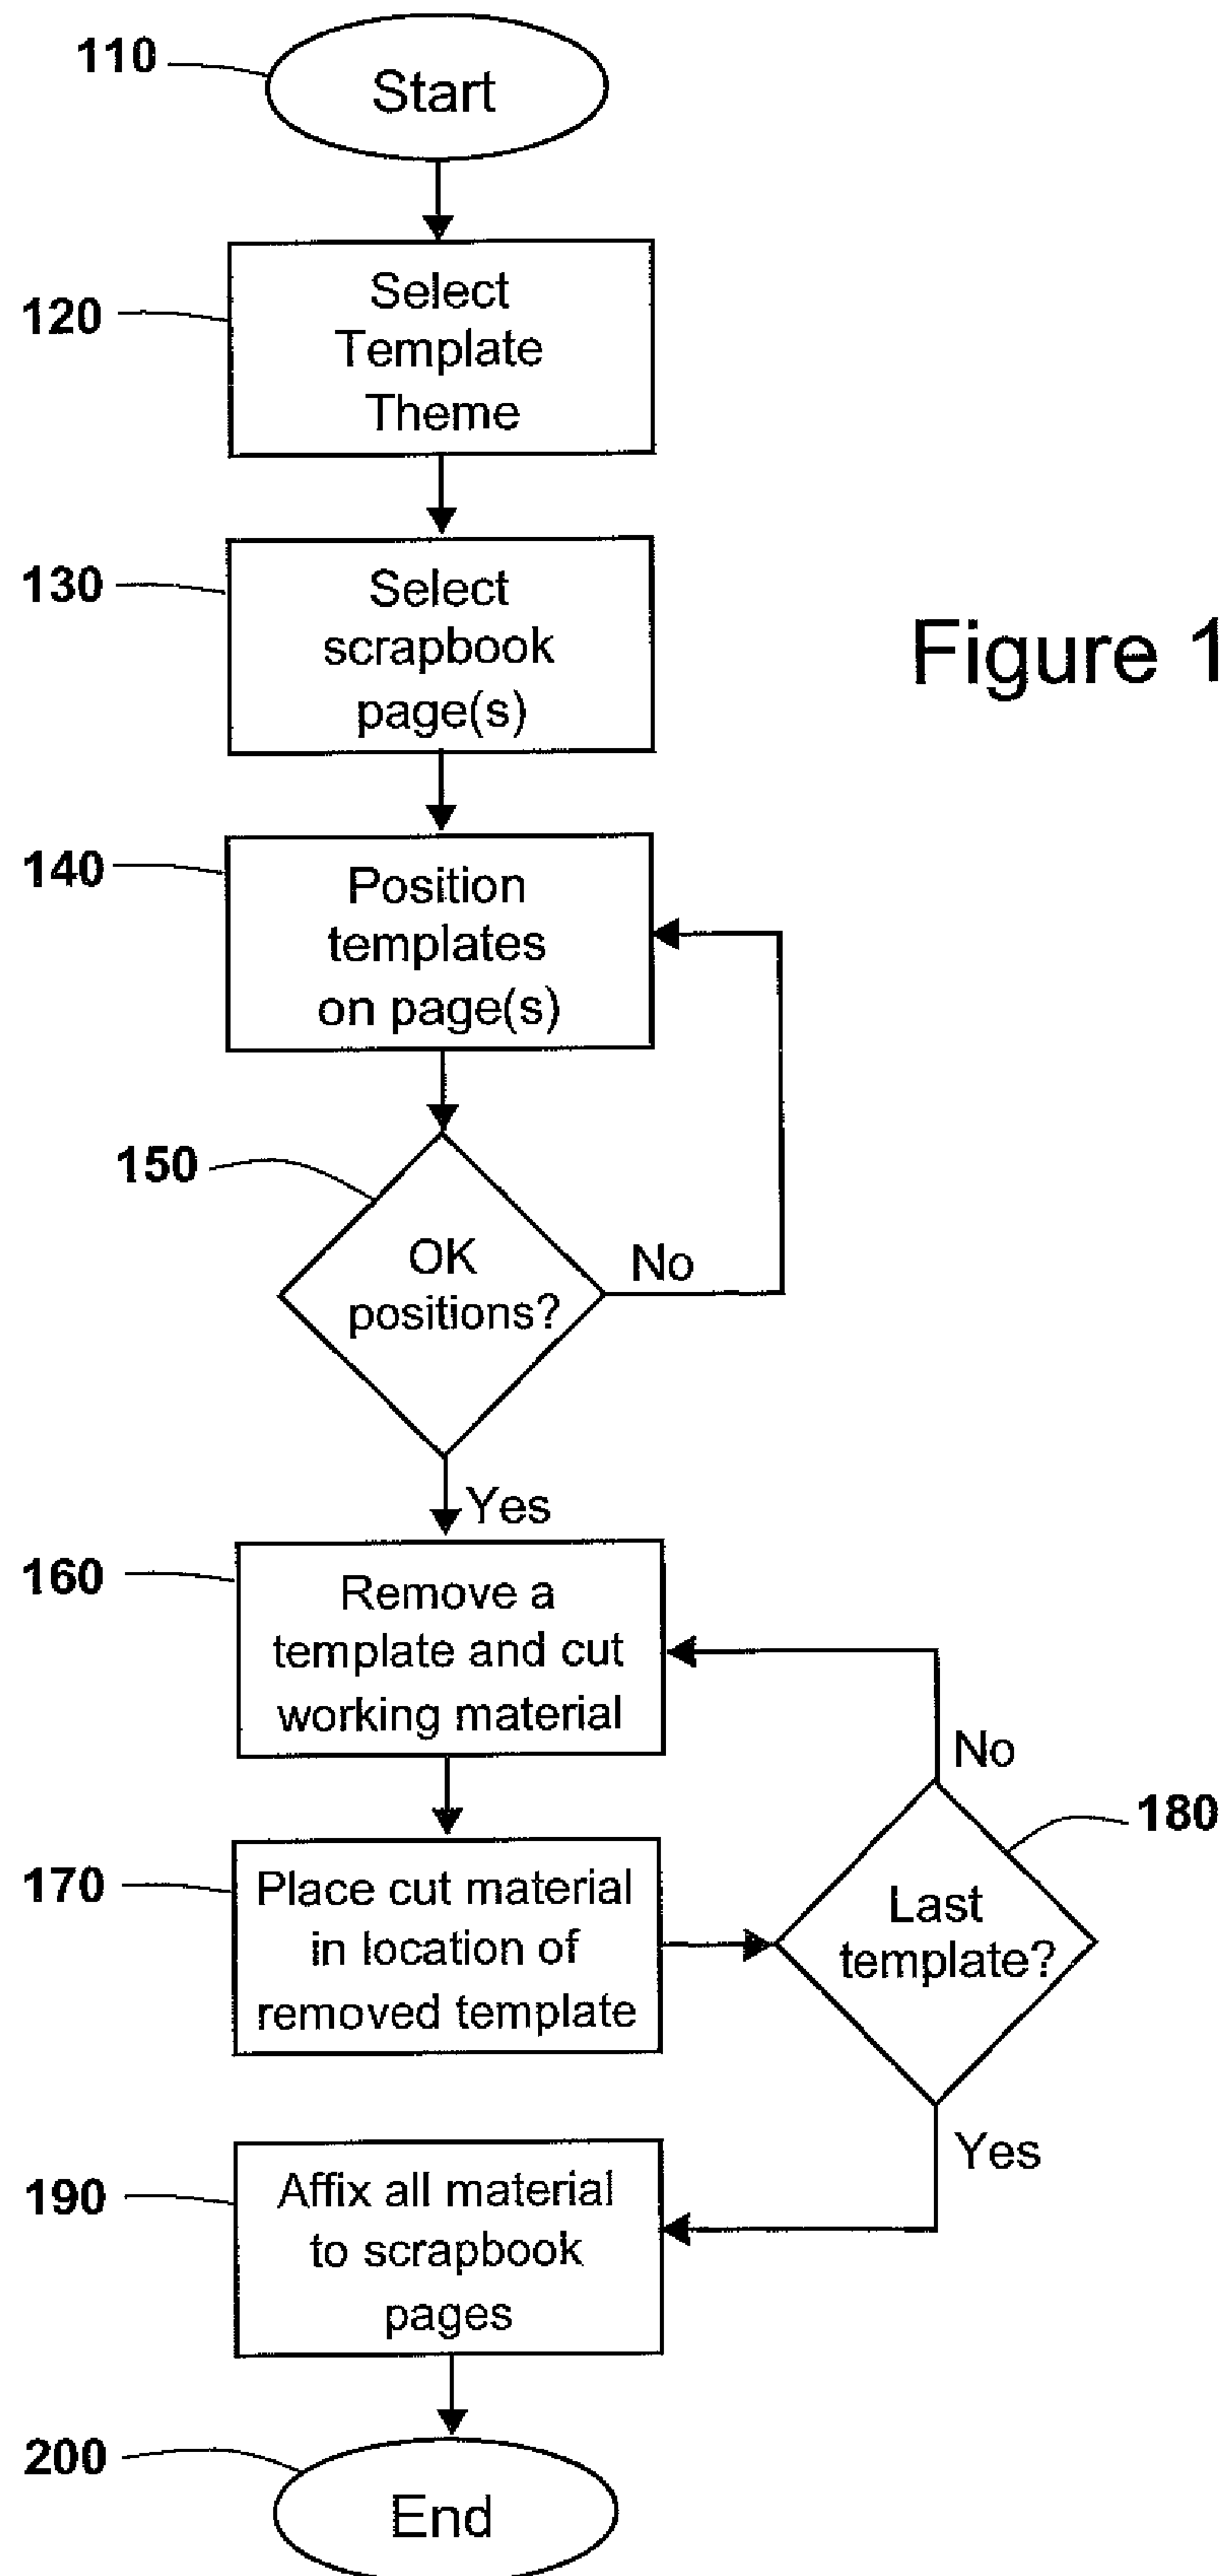 110
Start
120
Select
Template
Theme
130
Select
scrapbook
page(s)
Figure 1
140
Position
templates
on page(s)
150
OK
positions?
No
Yes
160
Remove a
template and cut
working material
No
180
170
Place cut material
in location of
removed template
Last
template?
Yes
190
Affix all material
to scrapbook
pages
200
End